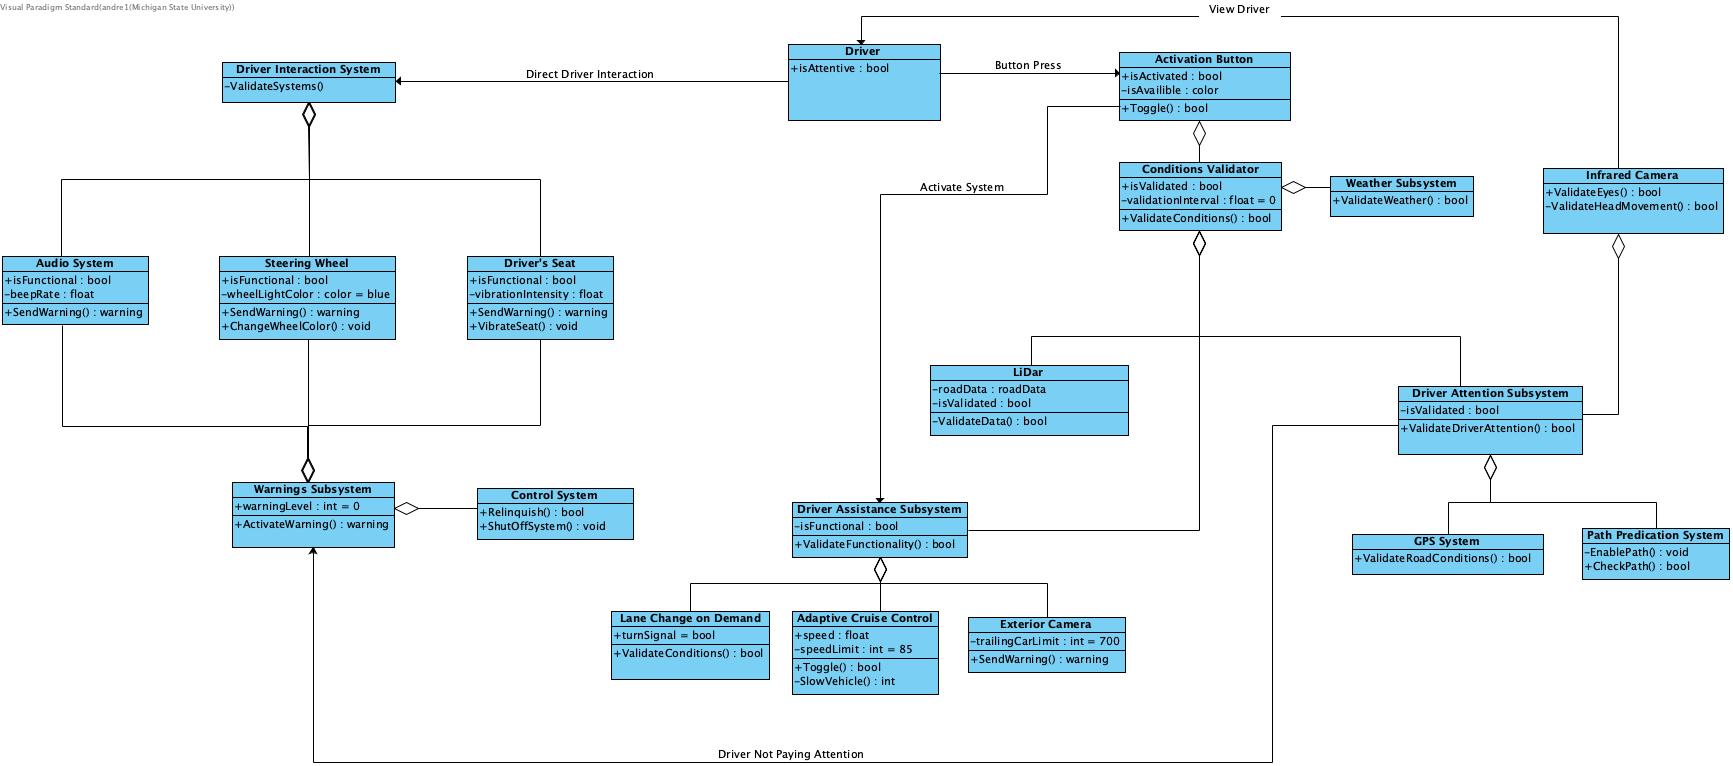 Visual Paradigm Standard(andre1(Michigan State University))
View Driver
Driver
+isAttentive : bool
Driver Interaction System
-ValidateSystems()
Direct Driver Interaction
Button Press
Activation Button
+isActivated : bool
-isAvailible : color
+Toggle() : bool
Activate System
Conditions Validator
+isValidated : bool
-validationInterval : float = 0
+ValidateConditions() : bool
Weather Subsystem
+ValidateWeather() : bool
Infrared Camera
+ValidateEyes() : bool
-ValidateHeadMovement() : bool
Audio System
+isFunctional : bool
-beepRate : float
+SendWarning() : warning
Steering Wheel
+isFunctional : bool
-wheelLightColor : color = blue
+SendWarning() : warning
+ChangeWheelColor() : void
Driver's Seat
+isFunctional : bool
-vibrationIntensity : float
+SendWarning() : warning
+VibrateSeat() : void
LiDar
-roadData : roadData
-isValidated : bool
-ValidateData() : bool
Driver Attention Subsystem
-isValidated : bool
+ValidateDriverAttention() : bool
Warnings Subsystem
+warningLevel : int = 0
+ActivateWarning() : warning
Control System
+Relinquish() : bool
+ShutOffSystem() : void
Driver Assistance Subsystem
-isFunctional : bool
+ValidateFunctionality() : bool
GPS System
+ValidateRoadConditions() : bool
Path Predication System
-EnablePath() : void
+CheckPath() : bool
Lane Change on Demand
+turnSignal = bool
+ValidateConditions() : bool
Adaptive Cruise Control
+speed : float
-speedLimit : int = 85
+Toggle() : bool
-SlowVehicle() : int
Exterior Camera
-trailingCarLimit : int = 700
+SendWarning() : warning
Driver Not Paying Attention